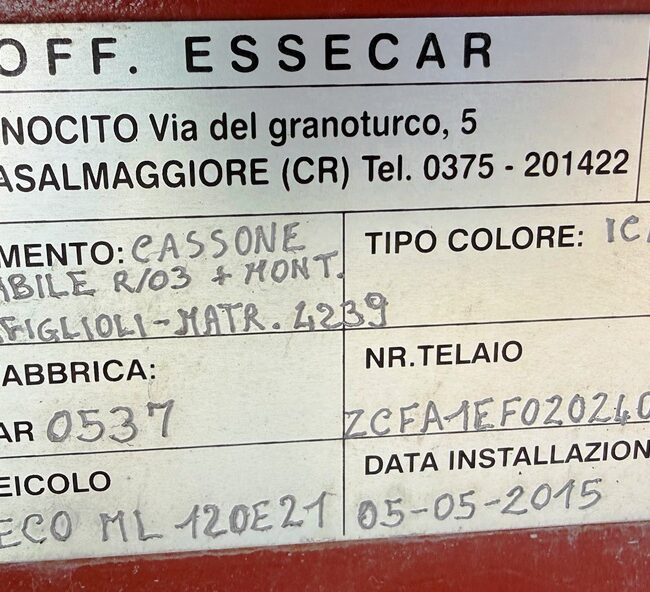 OFF. ESSECAR
NOCITO Via del granoturco, 5
ASALMAGGIORE (CR) Tel. 0375 - 201422
MENTO: CASSONE
ABILE R/03 + MONT.
FIGLIOLI-MATR. 4239
TIPO COLORE: IC
ABBRICA:
AR 0537
NR.TELAIO
ZCFA1EF020240
EICOLO
ECO ML 120E21
DATA INSTALLAZION
05-05-2015